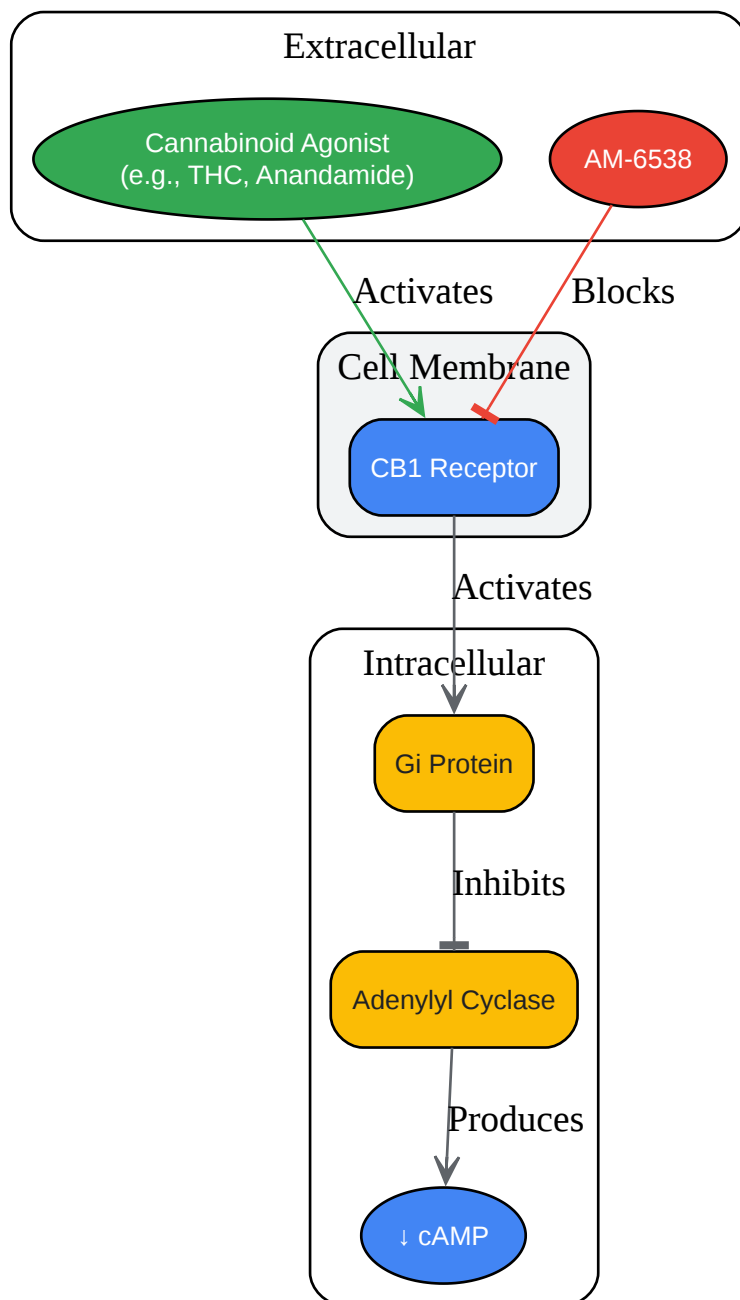 Extracellular
Cannabinoid Agonist
(e.g., THC, Anandamide)
AM-6538
Activates
Blocks
Cell Membrane
CB1 Receptor
Activates
Intracellular
Gi Protein
Inhibits
Adenylyl Cyclase
Produces
↓ cAMP